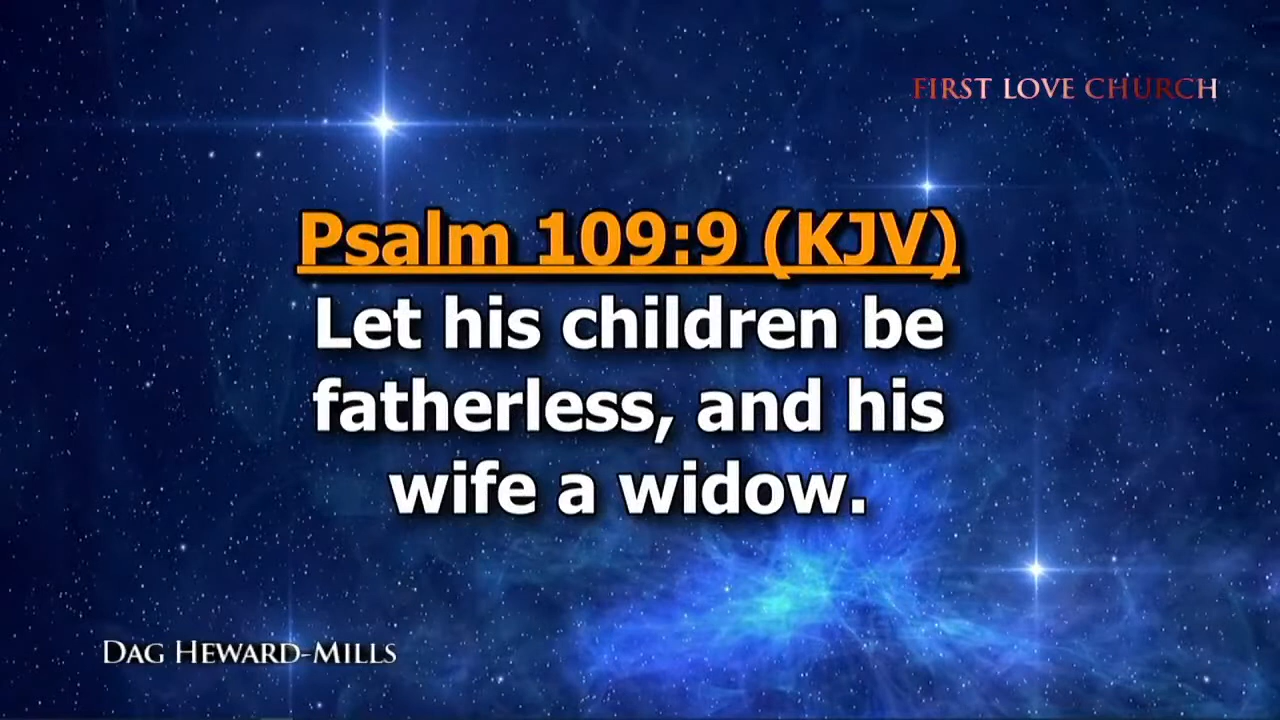 FIRST LOVE CHURCH
Psalm 109:9 (KJV)
Let his children be
fatherless, and his
wife a widow.
DAG HEWARD-MILLS